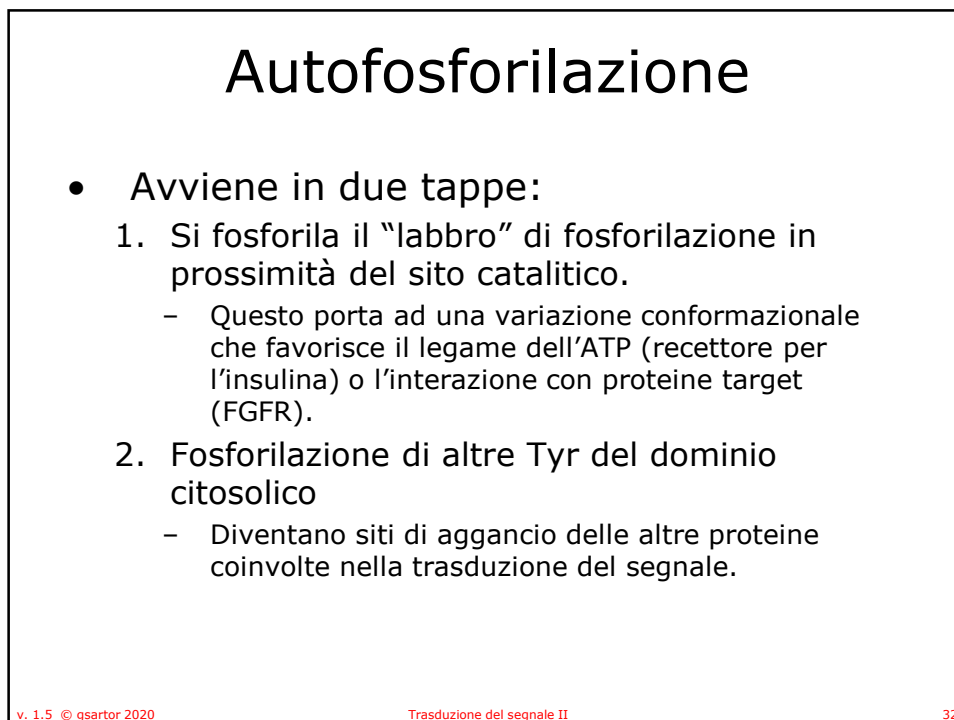 Autofosforilazione
• Avviene in due tappe:
1. Si fosforila il “labbro” di fosforilazione in
prossimità del sito catalitico.
– Questo porta ad una variazione conformazionale
che favorisce il legame dell’ATP (recettore per
l’insulina) o l’interazione con proteine target
(FGFR).
2. Fosforilazione di altre Tyr del dominio
citosolico
– Diventano siti di aggancio delle altre proteine
coinvolte nella trasduzione del segnale.
v. 1.5 © gsartor 2020 Trasduzione del segnale II 32